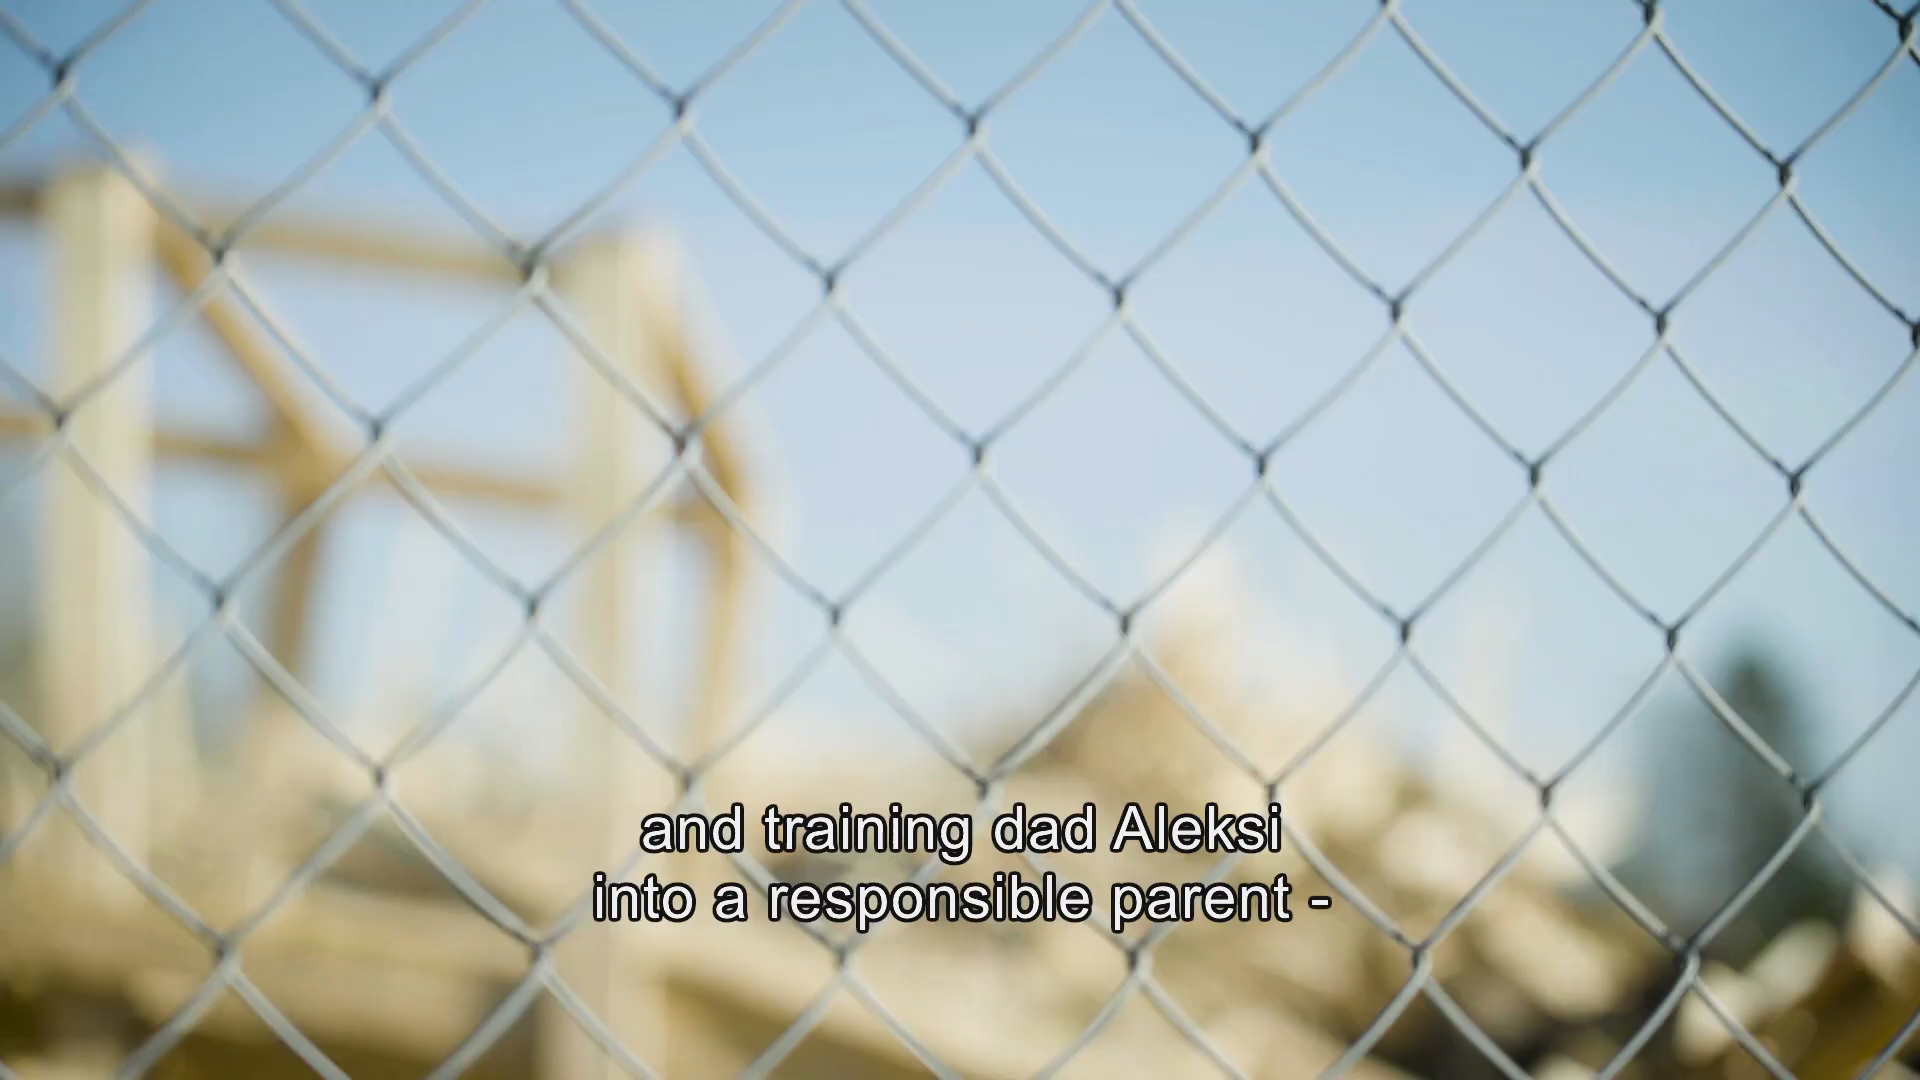 and training dad Aleksi
into a responsible parent -